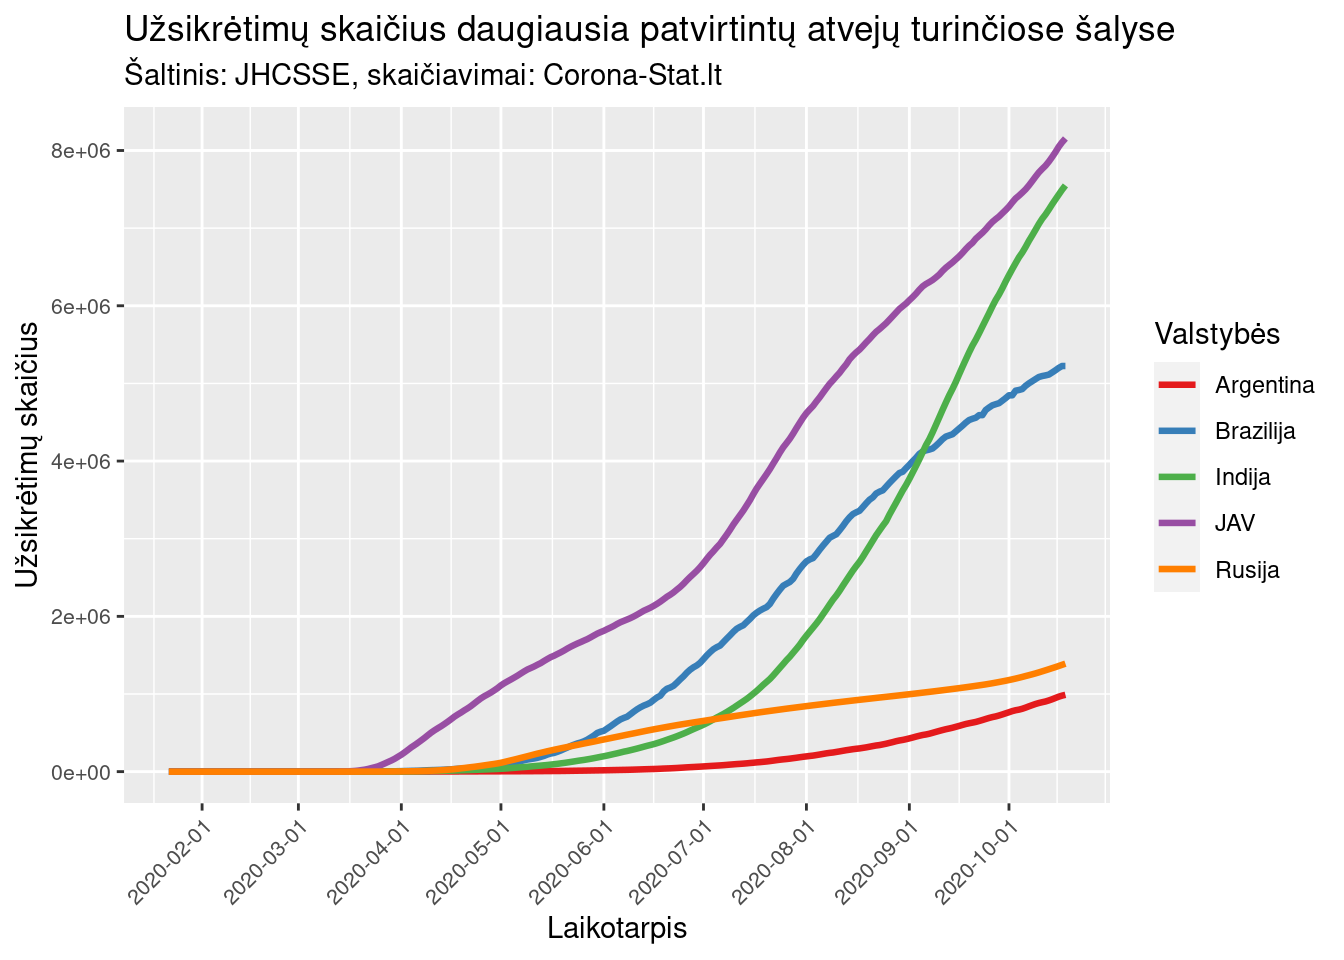 Užsikrėtimų skaičius daugiausia patvirtintų atvejų turinčiose šalyse
Šaltinis: JHCSSE, skaičiavimai: Corona-Stat.lt
Užsikrėtimų skaičius
8e+06
6e+06
4e+06
2e+06
0e+00
2020-02-01
2020-03-01
2020-04-01
2020-05-01
2020-06-01
2020-07-01
2020-08-01
2020-09-01
2020-10-01
Laikotarpis
Valstybės
Argentina
Brazilija
Indija
JAV
Rusija